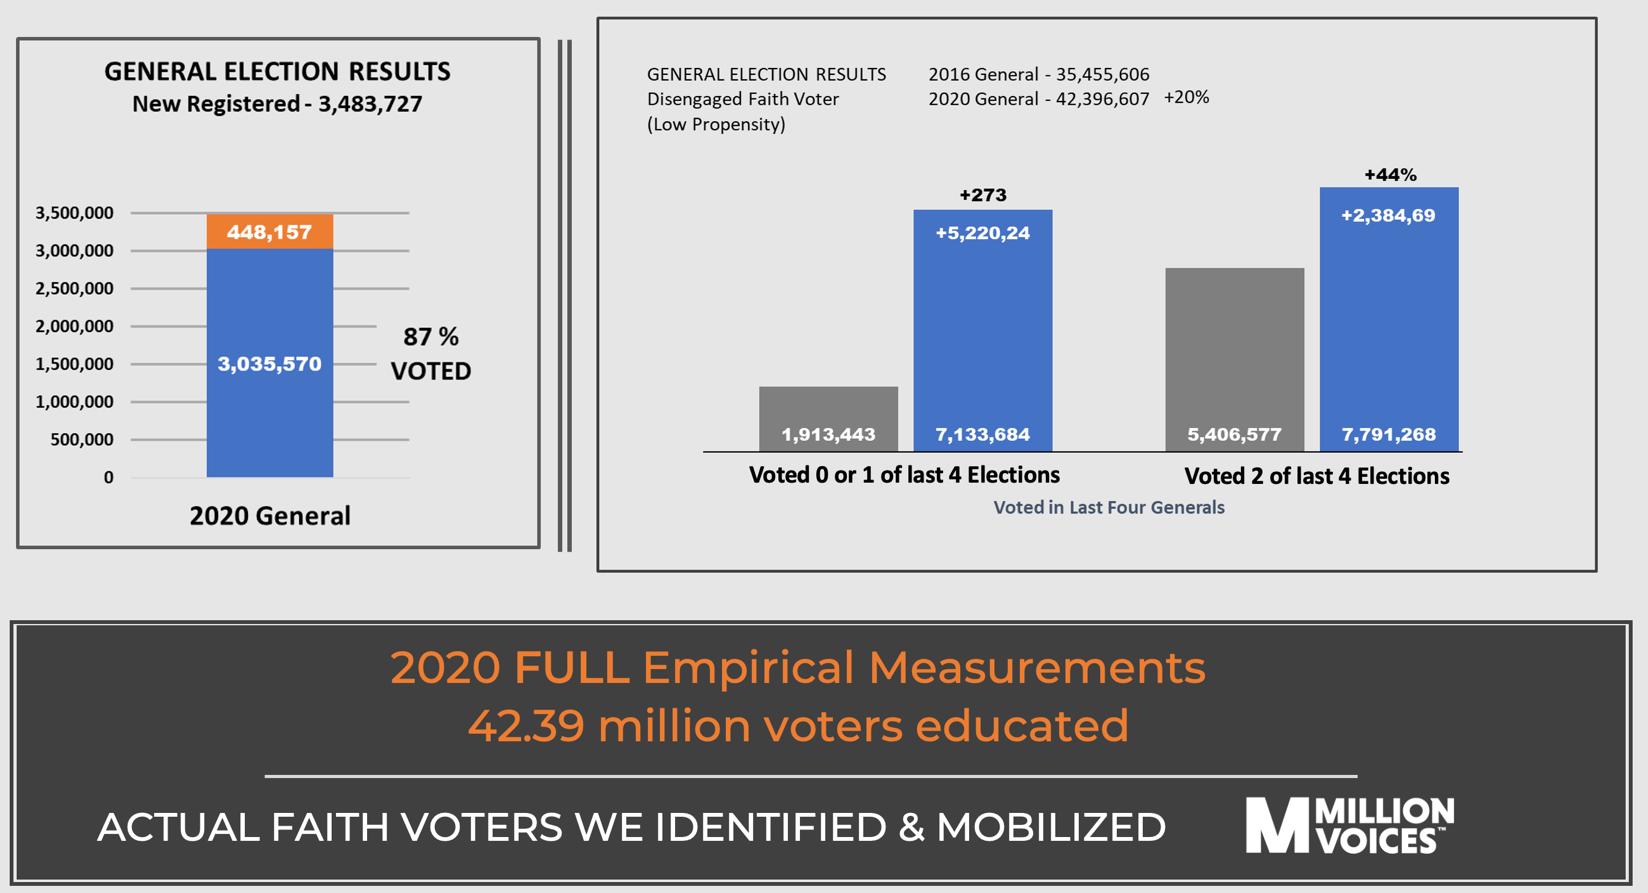 GENERAL ELECTION RESULTS
New Registered - 3,483,727
3,500,000
3,000,000
2,500,000
2,000,000
1,500,000
1,000,000
500,000
0
448,157
3,035,570
87 %
VOTED
2020 General
GENERAL ELECTION RESULTS 2016 General - 35,455,606
Disengaged Faith Voter 2020 General - 42,396,607 +20%
(Low Propensity)
+273
+5,220,24
1,913,443
7,133,684
+44%
+2,384,69
5,406,577
7,791,268
Voted 0 or 1 of last 4 Elections
Voted 2 of last 4 Elections
Voted in Last Four Generals
2020 FULL Empirical Measurements
42.39 million voters educated
ACTUAL FAITH VOTERS WE IDENTIFIED & MOBILIZED
M MILLION
VOICES™